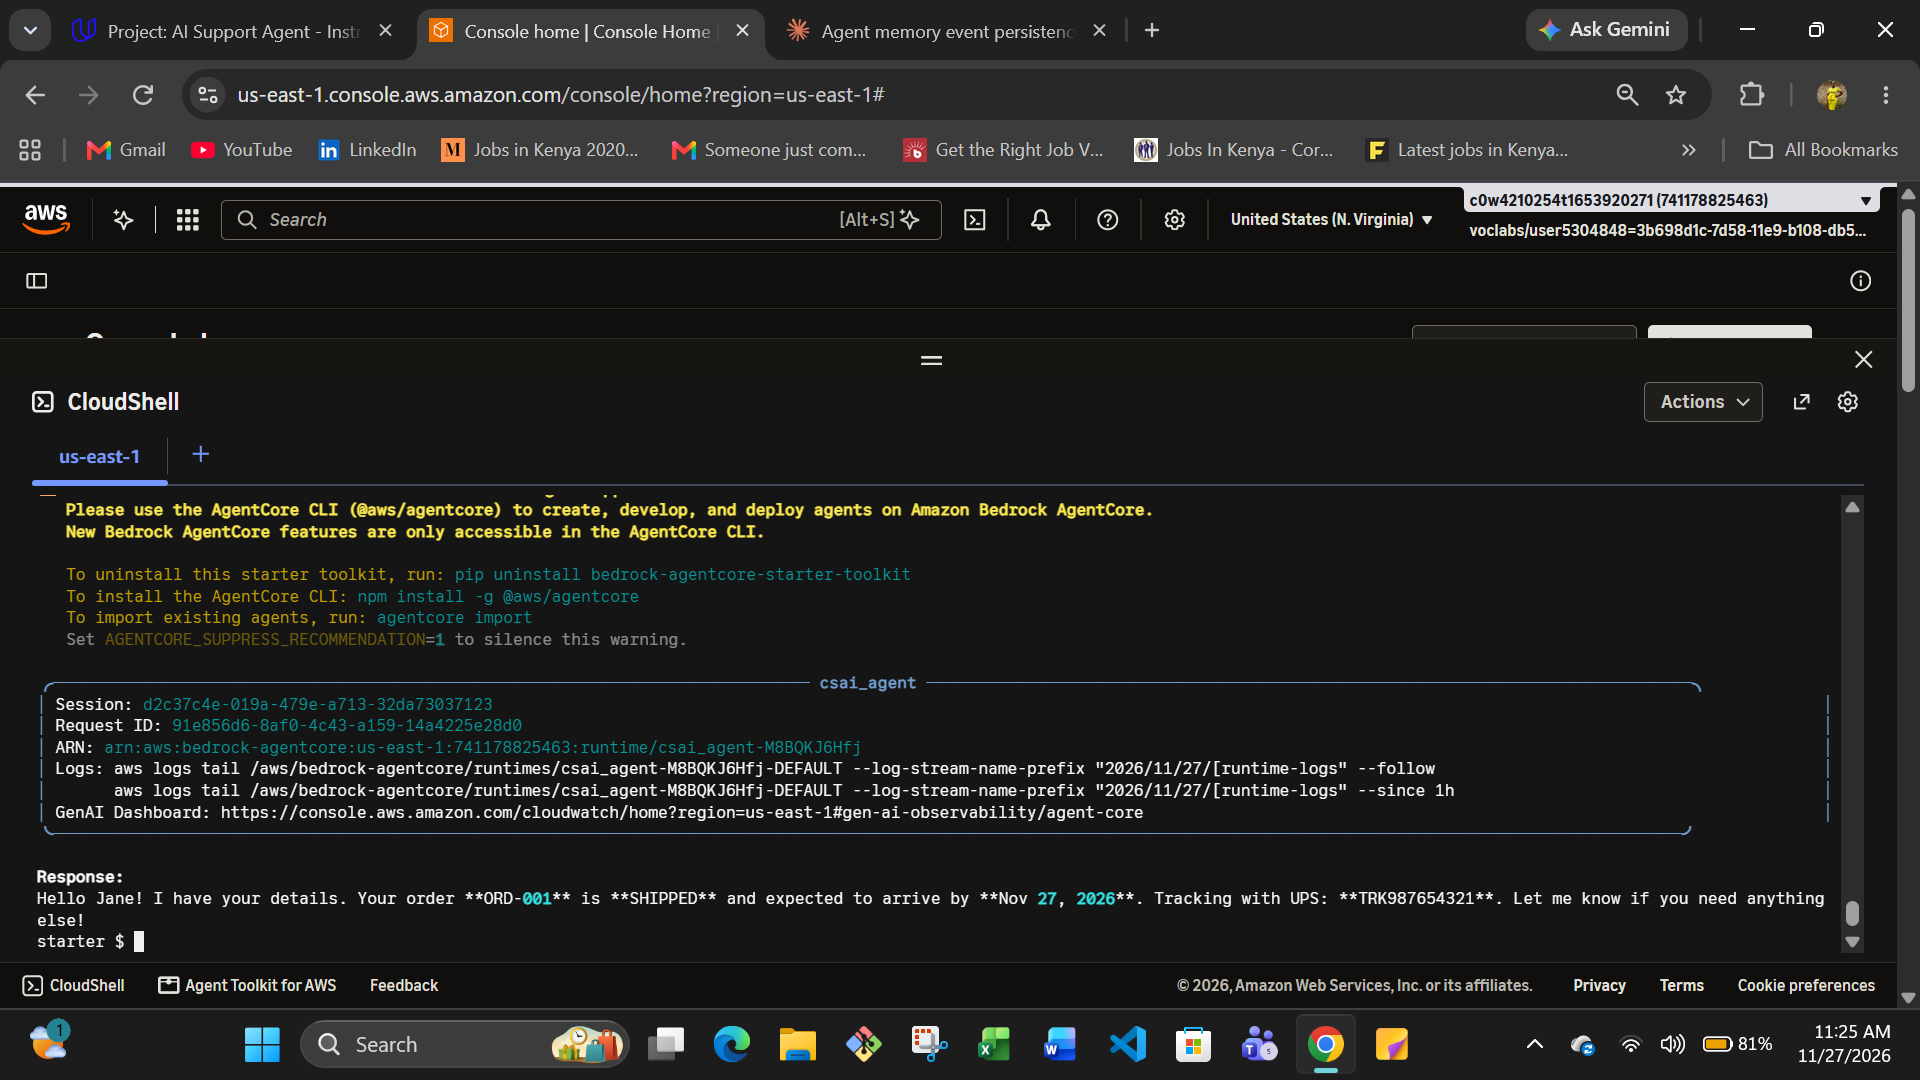 Project: AI Support Agent - Instr
Console home | Console Home
Agent memory event persistenc
Ask Gemini
us-east-1.console.aws.amazon.com/console/home?region=us-east-1#
Gmail
YouTube
LinkedIn
Jobs in Kenya 2020...
Someone just com...
Get the Right Job V...
Jobs In Kenya - Cor...
Latest jobs in Kenya...
All Bookmarks
aws
Search
[Alt+S]
United States (N. Virginia)
c0w4210254t1653920271 (741178825463)
voclabs/user5304848=3b698d1c-7d58-11e9-b108-db5...
CloudShell
Actions
us-east-1
Please use the AgentCore CLI (@aws/agentcore) to create, develop, and deploy agents on Amazon Bedrock AgentCore.
New Bedrock AgentCore features are only accessible in the AgentCore CLI.
To uninstall this starter toolkit, run: pip uninstall bedrock-agentcore-starter-toolkit
To install the AgentCore CLI: npm install -g @aws/agentcore
To import existing agents, run: agentcore import
Set AGENTCORE_SUPPRESS_RECOMMENDATION=1 to silence this warning.
csai_agent
Session: d2c37c4e-019a-479e-a713-32da73037123
Request ID: 91e856d6-8af0-4c43-a159-14a4225e28d0
ARN: arn:aws:bedrock-agentcore:us-east-1:741178825463:runtime/csai_agent-M8BQKJ6Hfj
Logs: aws logs tail /aws/bedrock-agentcore/runtimes/csai_agent-M8BQKJ6Hfj-DEFAULT --log-stream-name-prefix "2026/11/27/[runtime-logs" --follow
aws logs tail /aws/bedrock-agentcore/runtimes/csai_agent-M8BQKJ6Hfj-DEFAULT --log-stream-name-prefix "2026/11/27/[runtime-logs" --since 1h
GenAI Dashboard: https://console.aws.amazon.com/cloudwatch/home?region=us-east-1#gen-ai-observability/agent-core
Response:
Hello Jane! I have your details. Your order **ORD-001** is **SHIPPED** and expected to arrive by **Nov 27, 2026**. Tracking with UPS: **TRK987654321**. Let me know if you need anything
else!
starter $
CloudShell
Agent Toolkit for AWS
Feedback
© 2026, Amazon Web Services, Inc. or its affiliates.
Privacy
Terms
Cookie preferences
1
Search
81%
11:25 AM
11/27/2026